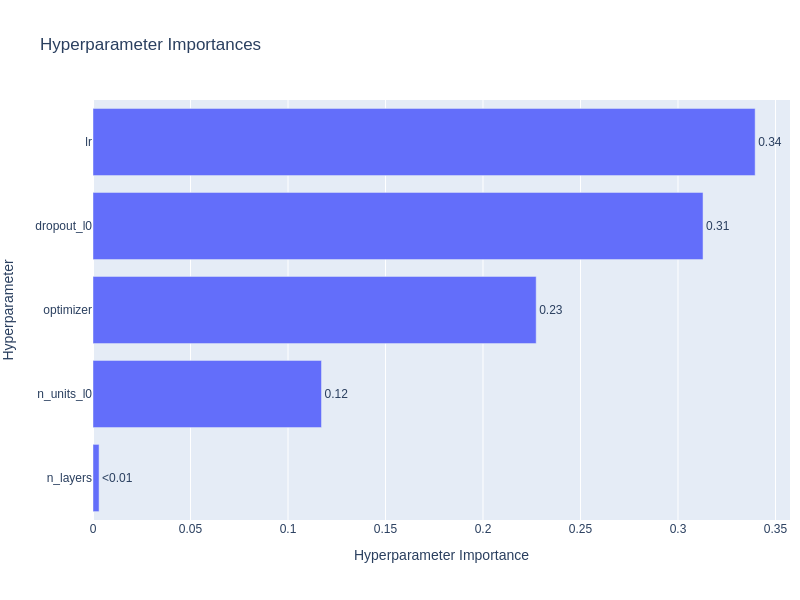 Hyperparameter Importances
Hyperparameter
lr
0.34
dropout_l0
0.31
optimizer
0.23
n_units_l0
0.12
n_layers
<0.01
0
0.05
0.1
0.15
0.2
0.25
0.3
0.35
Hyperparameter Importance